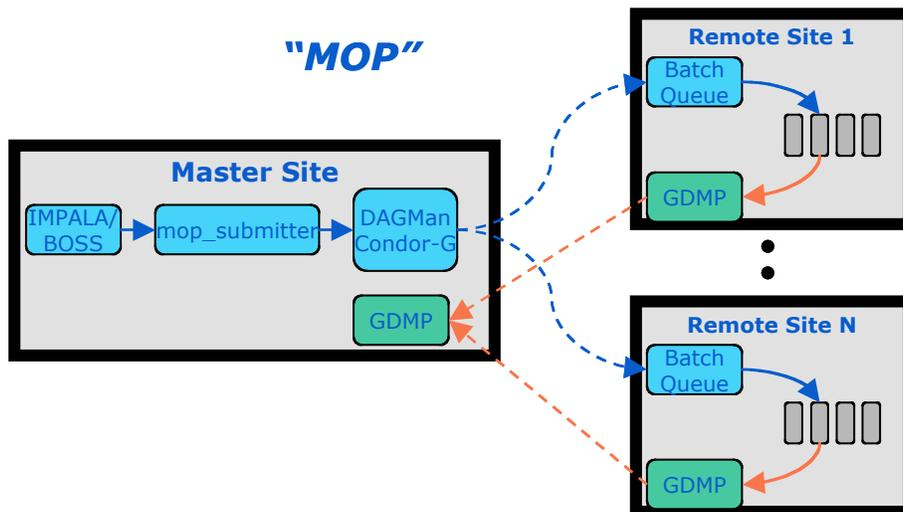 “MOP”
Master Site
IMPALA/
BOSS
mop_submitter
DAGMan
Condor-G
GDMP
Remote Site 1
Batch
Queue
GDMP
Remote Site N
Batch
Queue
GDMP